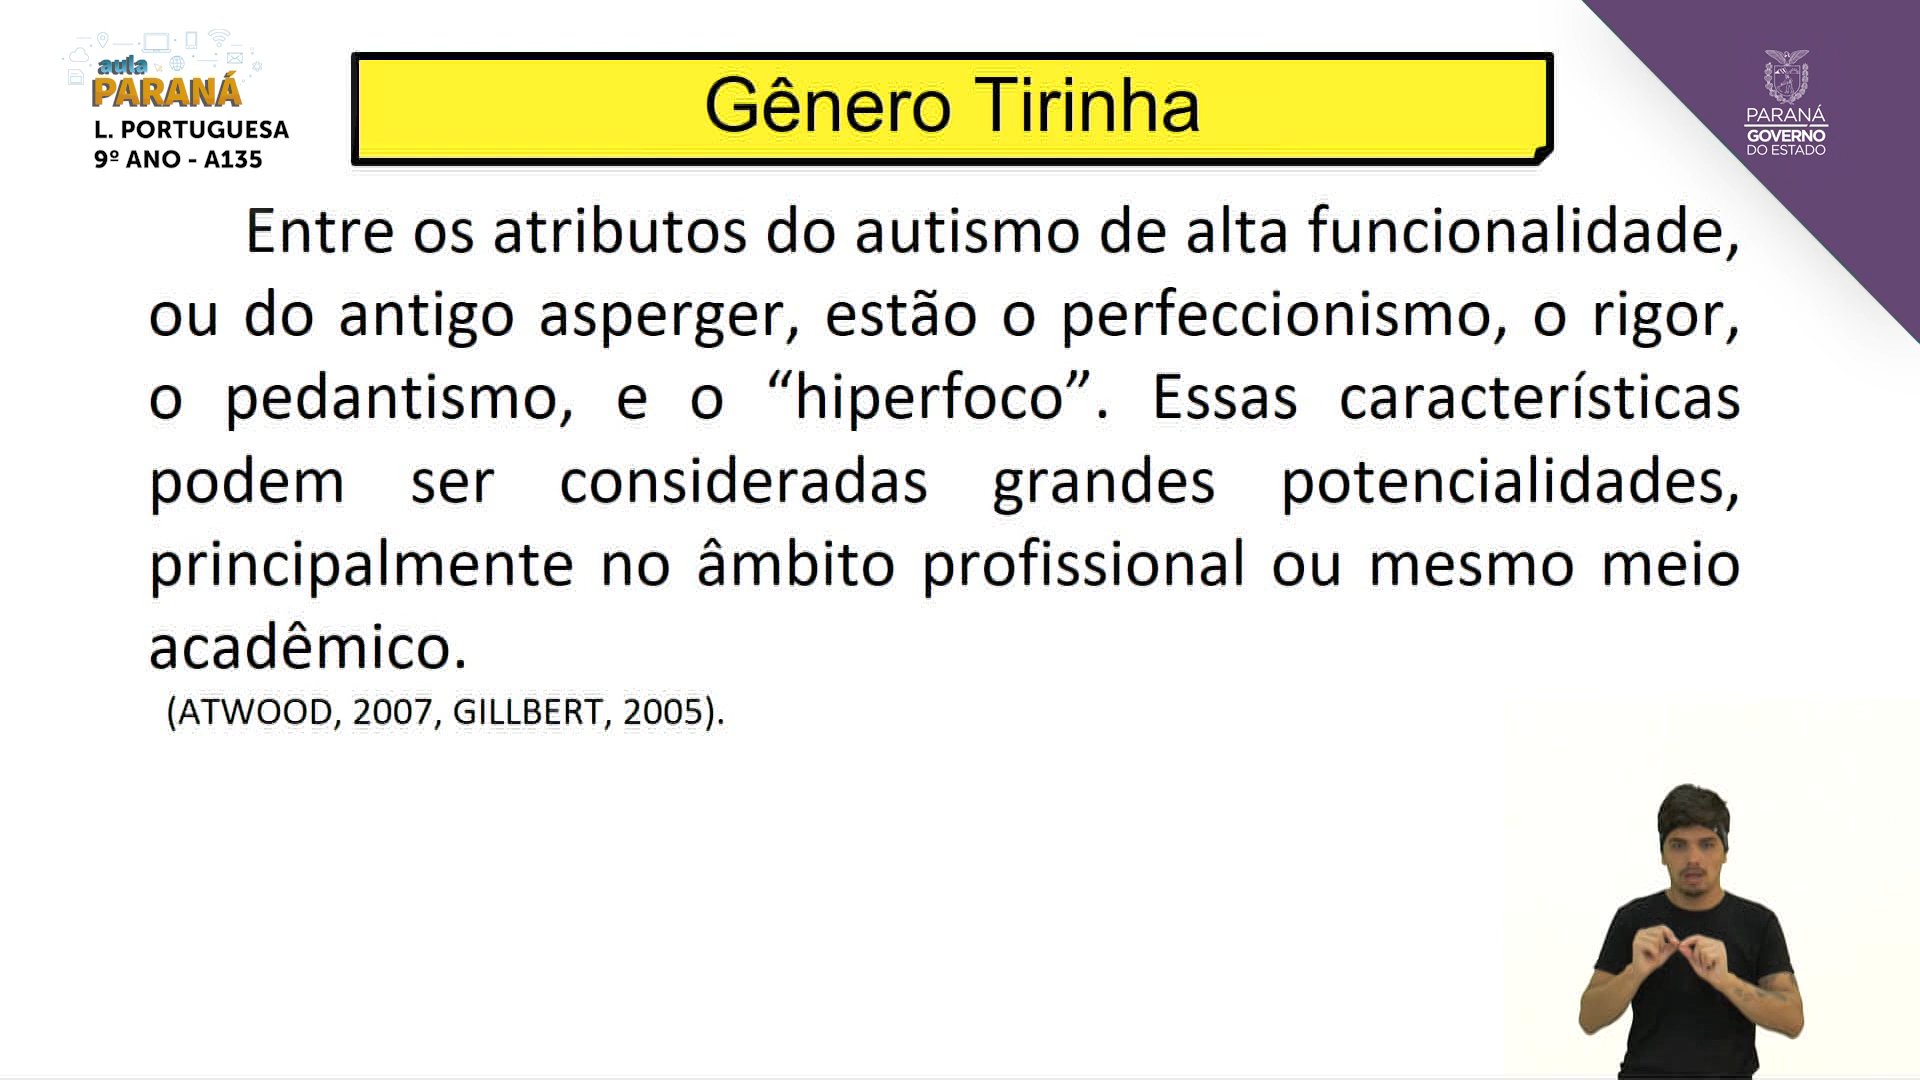 aula
PARANÁ
L. PORTUGUESA
9º ANO - A135
Gênero Tirinha
PARANÁ
GOVERNO
DO ESTADO
Entre os atributos do autismo de alta funcionalidade,
ou do antigo asperger, estão o perfeccionismo, o rigor,
o pedantismo, e o “hiperfoco”. Essas características
podem ser consideradas grandes potencialidades,
principalmente no âmbito profissional ou mesmo meio
acadêmico.
(ATWOOD, 2007, GILLBERT, 2005).